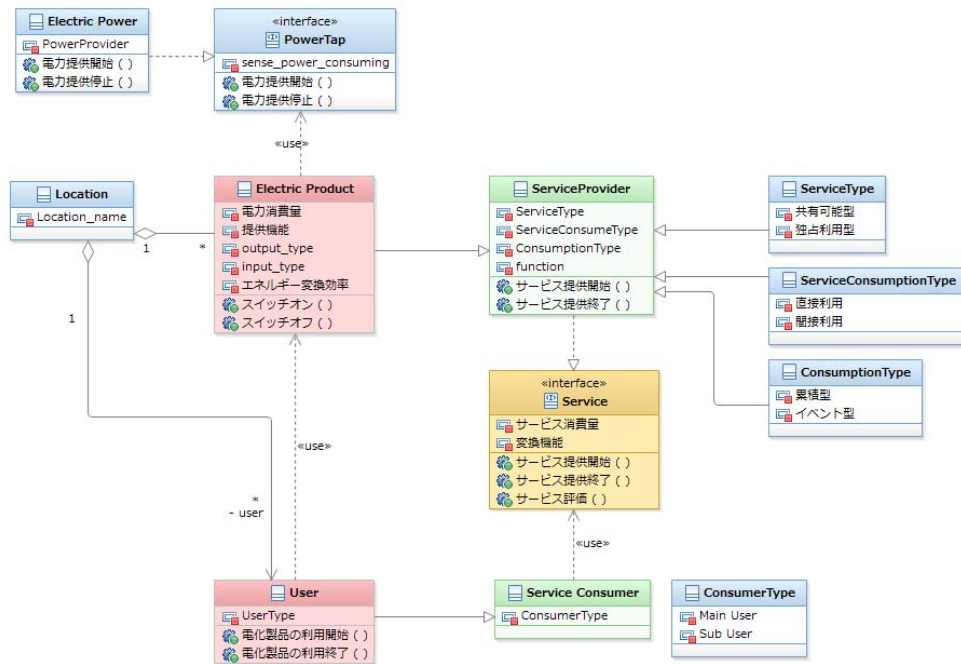 Electric Power
PowerProvider
電力提供開始 ( )
電力提供停止 ( )
«interface»
PowerTap
sense_power_consuming
電力提供開始 ( )
電力提供停止 ( )
«use»
Location
Location_name
1
*
1
Electric Product
電力消費量
提供機能
output_type
input_type
エネルギー変換効率
スイッチオン ( )
スイッチオフ ( )
ServiceProvider
ServiceType
ServiceConsumeType
ConsumptionType
function
サービス提供開始 ( )
サービス提供終了 ( )
ServiceType
共有可能型
独占利用型
ServiceConsumptionType
直接利用
間接利用
ConsumptionType
累積型
イベント型
«interface»
Service
サービス消費量
変換機能
サービス提供開始 ( )
サービス提供終了 ( )
サービス評価 ( )
«use»
*
- user
«use»
User
UserType
電化製品の利用開始 ( )
電化製品の利用終了 ( )
Service Consumer
ConsumerType
ConsumerType
Main User
Sub User